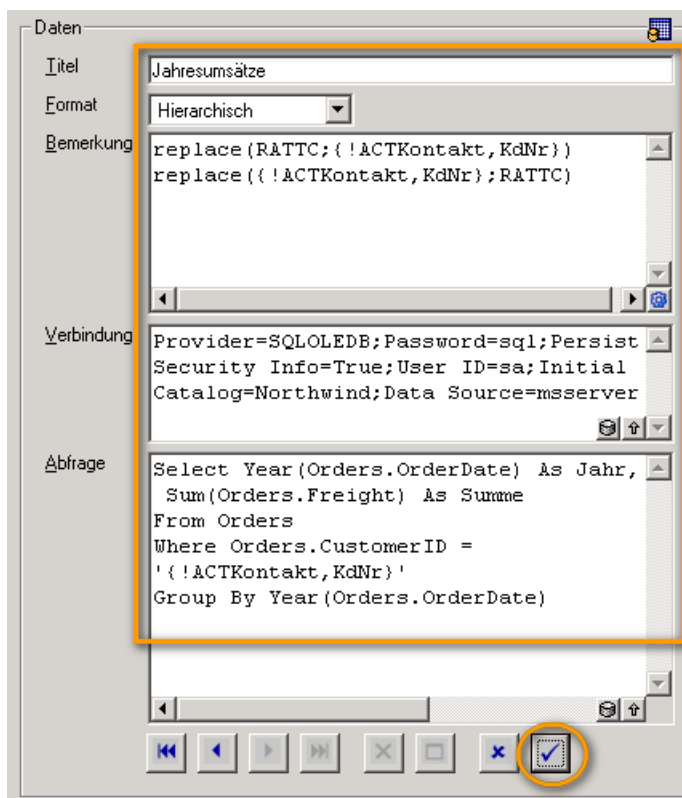 Daten
Titel
Jahresumsätze
Format
Hierarchisch
Bemerkung
replace(RATTC;{!ACTKontakt,KdNr})
replace({!ACTKontakt,KdNr};RATTC)
Verbindung
Provider=SQLOLEDB;Password=sql;Persist
Security Info=True;User ID=sa;Initial
Catalog=Northwind;Data Source=msserver
Abfrage
Select Year(Orders.OrderDate) As Jahr,
Sum(Orders.Freight) As Summe
From Orders
Where Orders.CustomerID =
'{!ACTKontakt,KdNr}'
Group By Year(Orders.OrderDate)